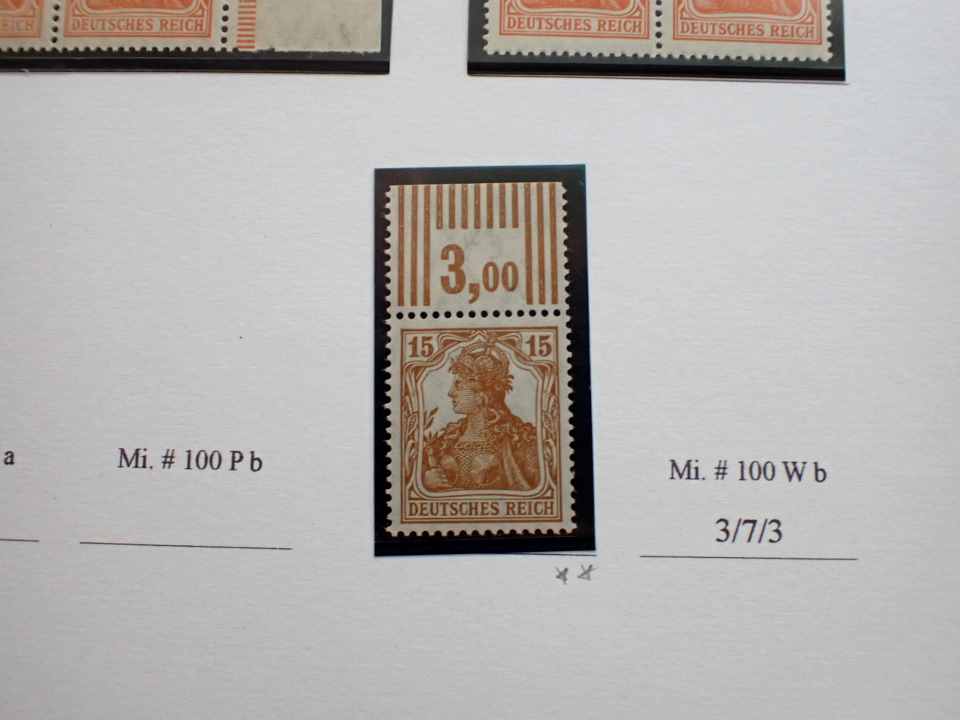 DEUTSCHES REICH DEUTSCHES REICH DEUTSCHES REICH
3,00
15 15
DEUTSCHES REICH
a
Mi. # 100 P b
Mi. # 100 W b
3/7/3
**